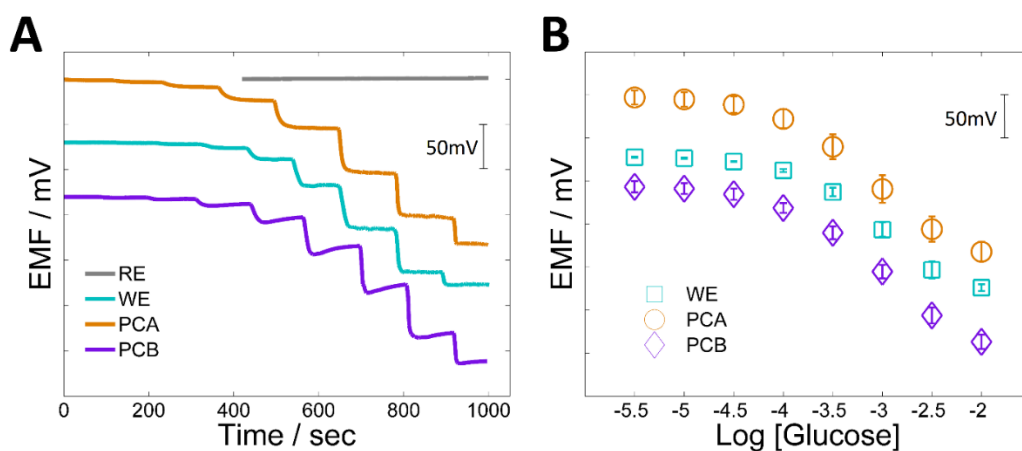 A
EMF / mV
50mV
RE
WE
PCA
PCB
0 200 400 600 800 1000
Time / sec
B
EMF / mV
50mV
WE
PCA
PCB
-5.5 -5 -4.5 -4 -3.5 -3 -2.5 -2
Log [Glucose]